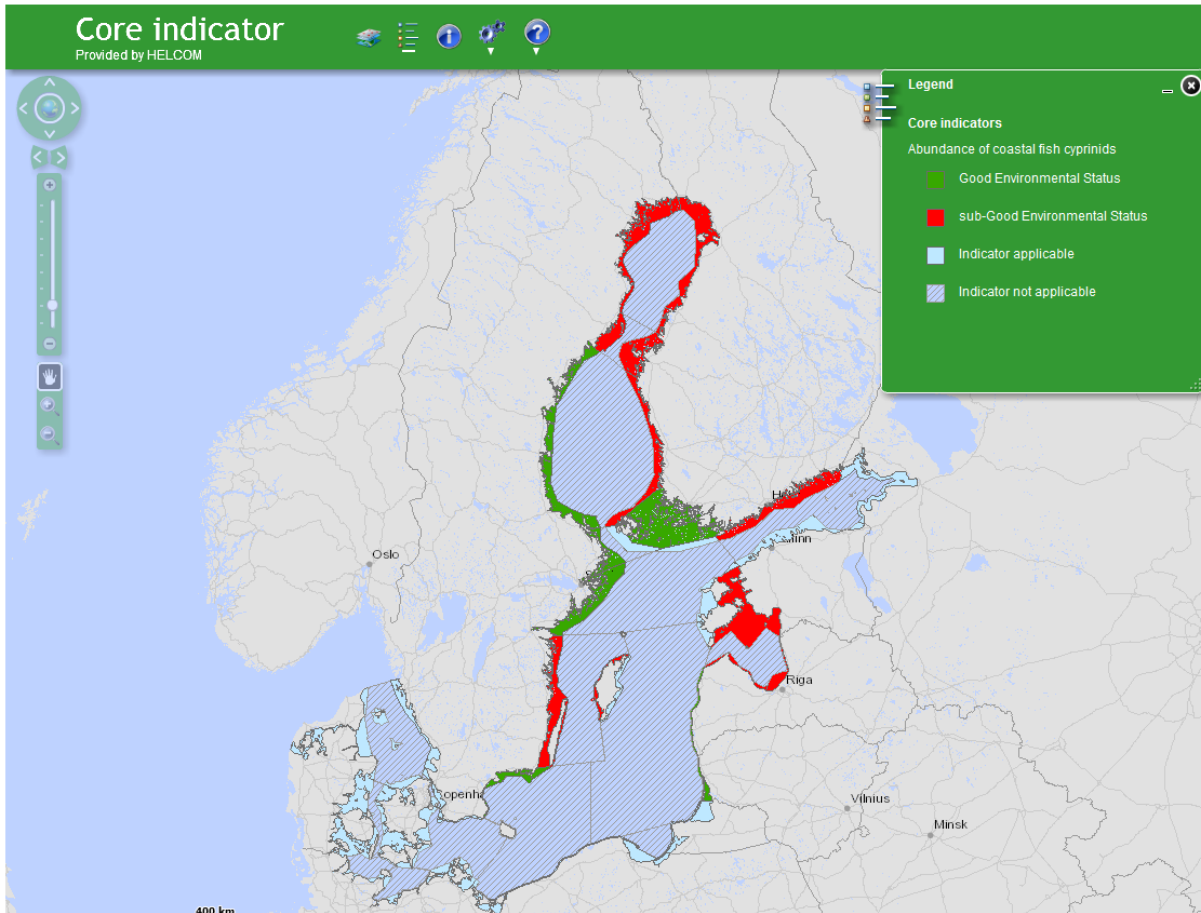 Core indicator
Provided by HELCOM
Legend
Core indicators
Abundance of coastal fish cyprinids
Good Environmental Status
sub-Good Environmental Status
Indicator applicable
Indicator not applicable
Oslo
Riga
Vilnius
Minsk
400 km